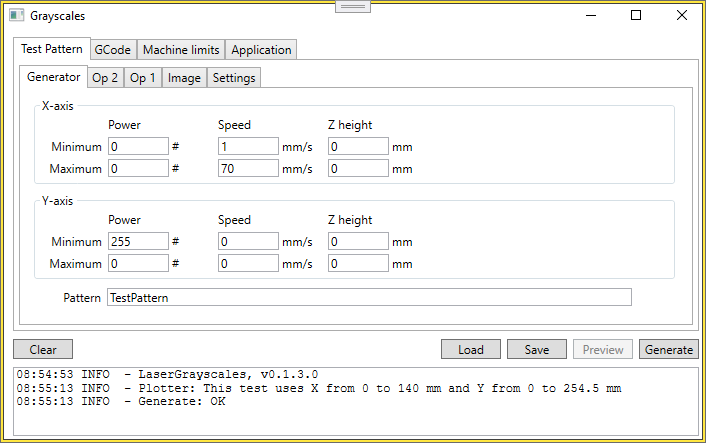 Grayscales
Test Pattern GCode Machine limits Application
Generator Op 2 Op 1 Image Settings
X-axis
Power Speed Z height
Minimum 0 # 1 mm/s 0 mm
Maximum 0 # 70 mm/s 0 mm
Y-axis
Power Speed Z height
Minimum 255 # 0 mm/s 0 mm
Maximum 0 # 0 mm/s 0 mm
Pattern TestPattern
Clear Load Save Preview Generate
08:54:53 INFO - LaserGrayscales, v0.1.3.0
08:55:13 INFO - Plotter: This test uses X from 0 to 140 mm and Y from 0 to 254.5 mm
08:55:13 INFO - Generate: OK